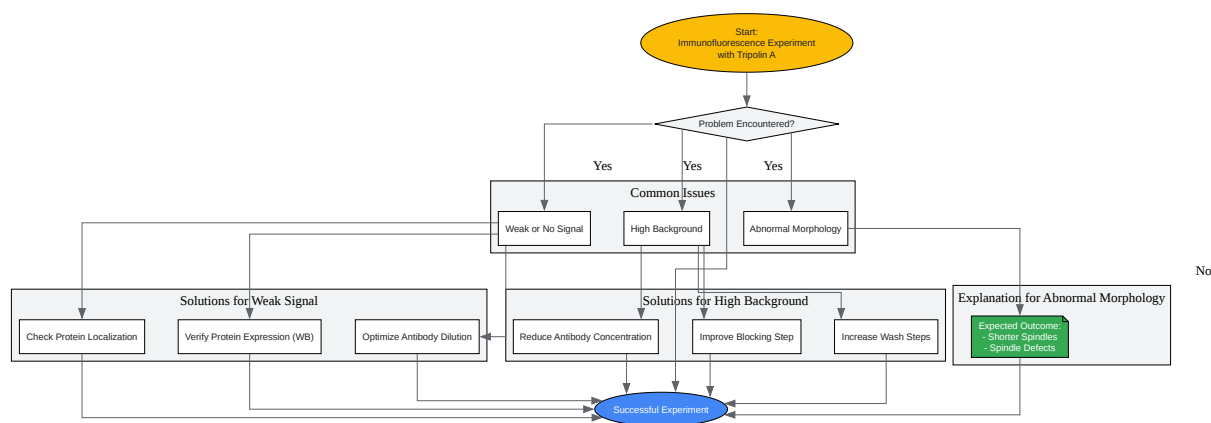 Start:
Immunofluorescence Experiment
with Tripolin A
Problem Encountered?
Yes
Yes
Yes
Common Issues
Weak or No Signal
High Background
Abnormal Morphology
No
Solutions for Weak Signal
Check Protein Localization
Verify Protein Expression (WB)
Optimize Antibody Dilution
Solutions for High Background
Reduce Antibody Concentration
Improve Blocking Step
Increase Wash Steps
Explanation for Abnormal Morphology
Expected Outcome:
- Shorter Spindles
- Spindle Defects
Successful Experiment